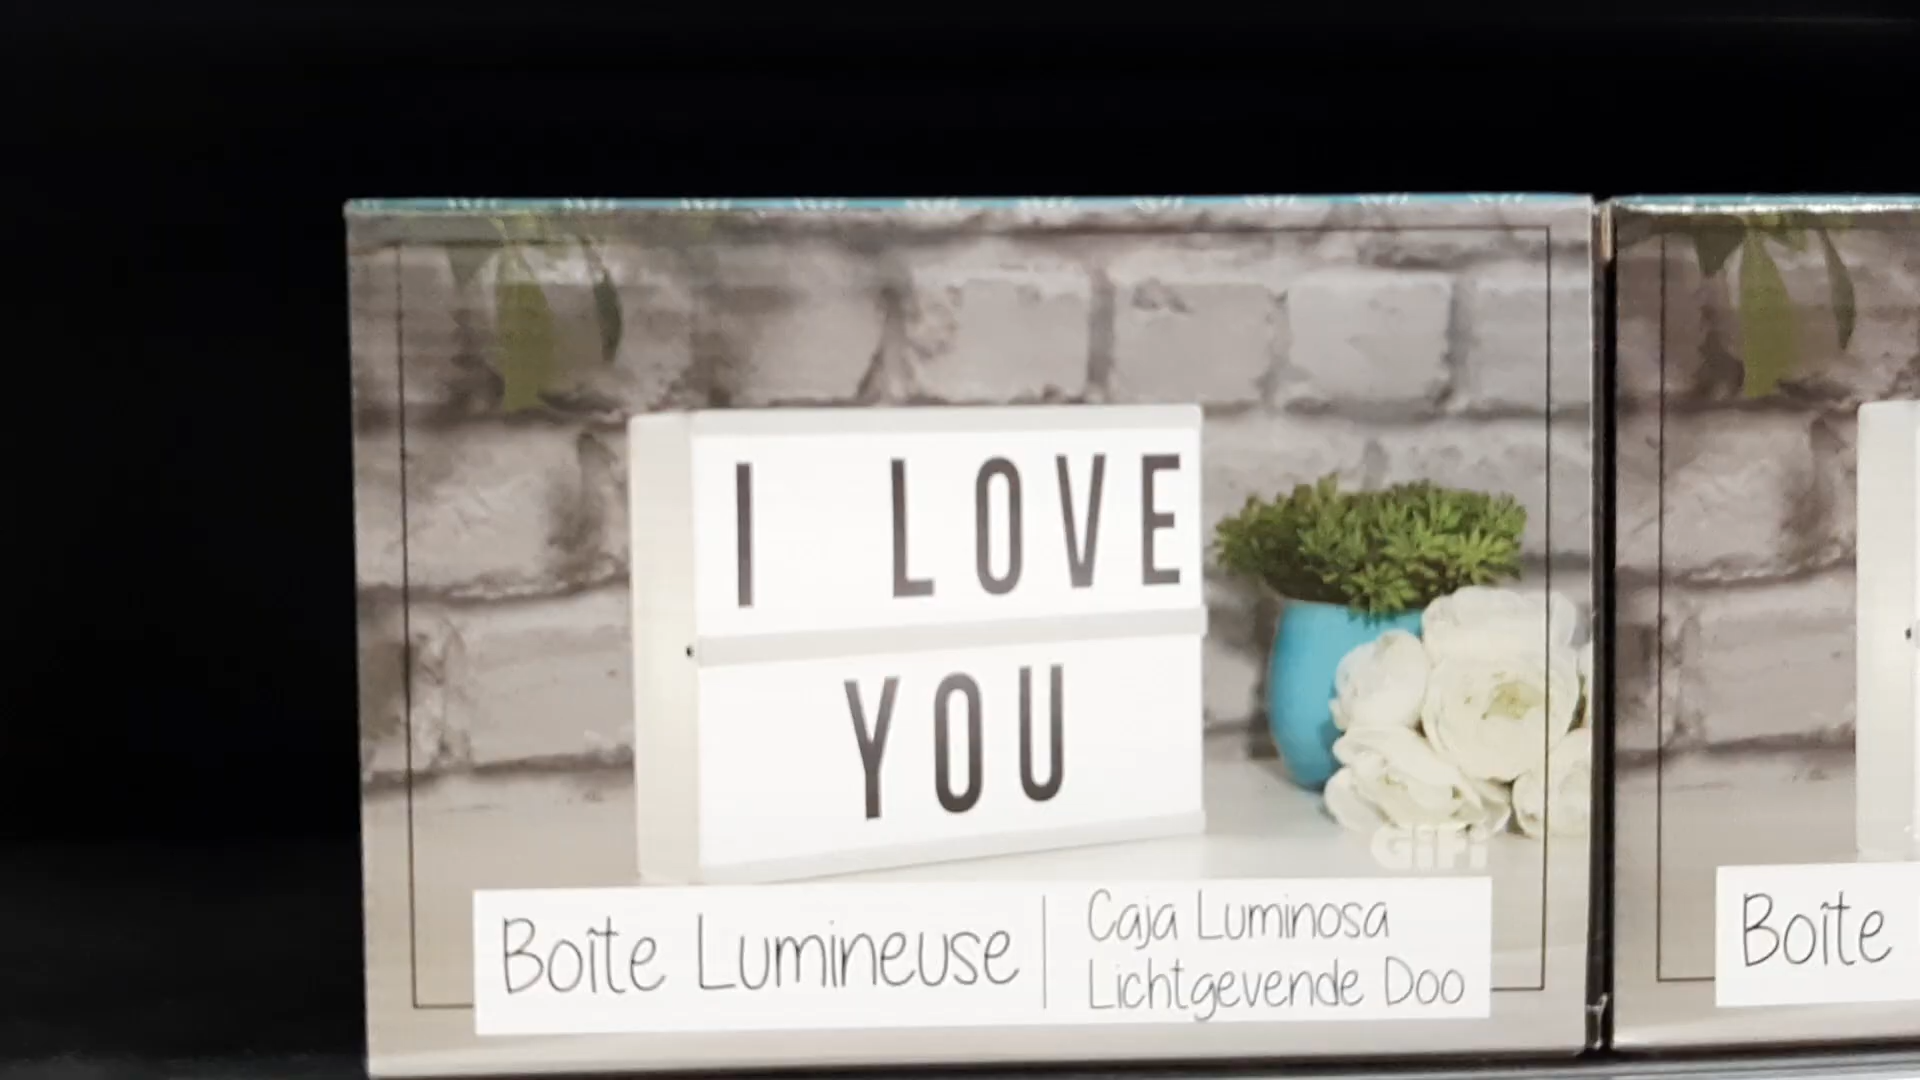 I LOVE
YOU
GiFi
Boîte Lumineuse
Caja Luminosa
Lichtgevende Doo
Boîte